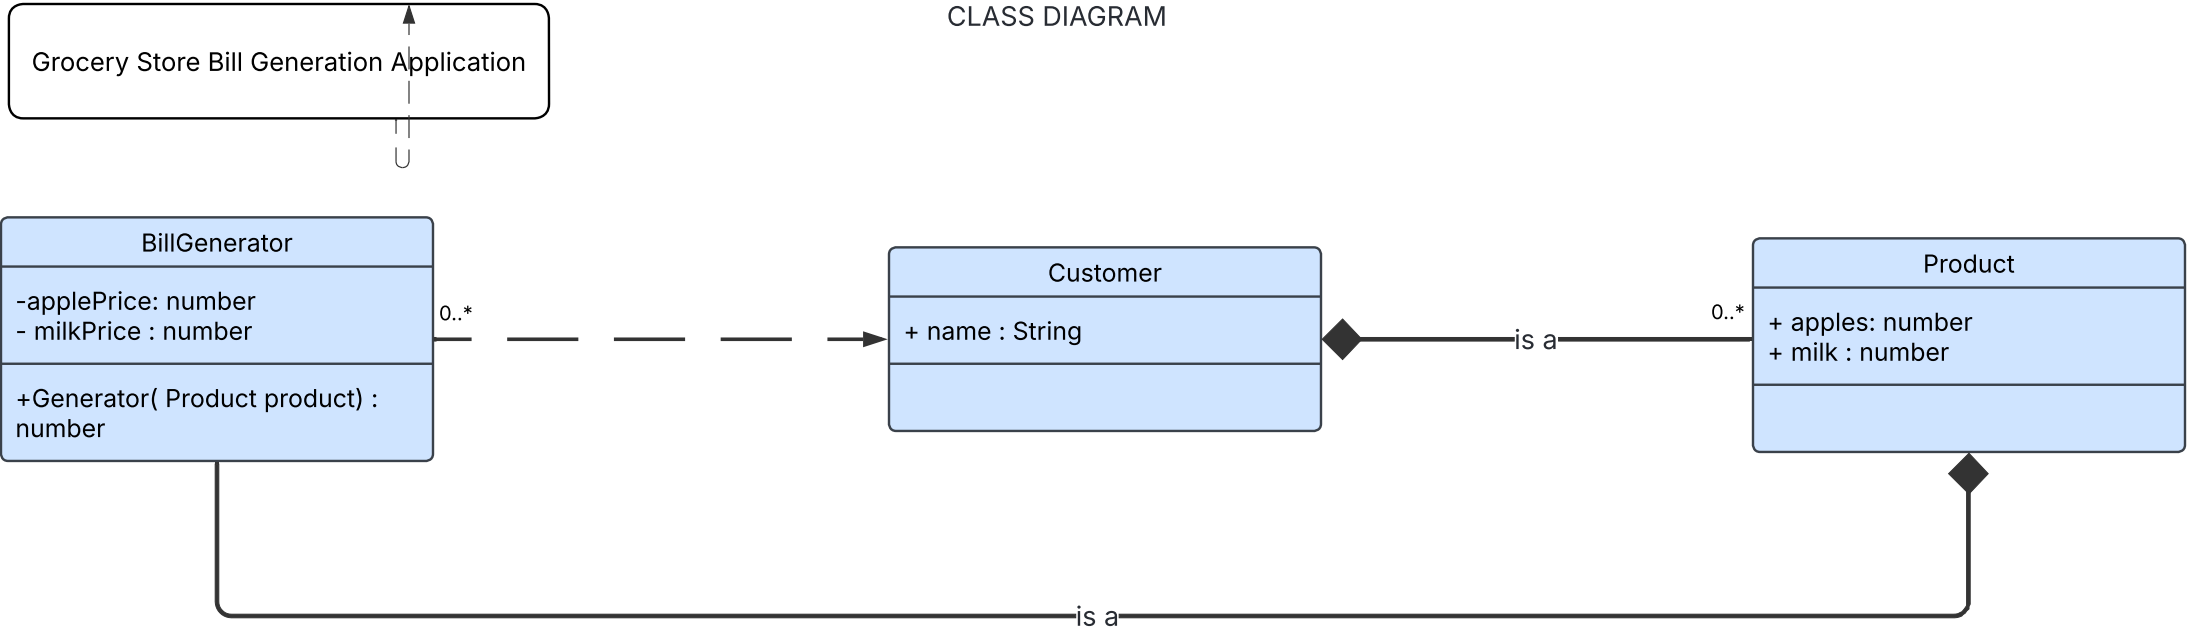 CLASS DIAGRAM
Grocery Store Bill Generation Application
BillGenerator
-applePrice: number
- milkPrice : number
+Generator( Product product) :
number
0..*
Customer
+ name : String
is a
0..*
Product
+ apples: number
+ milk : number
is a